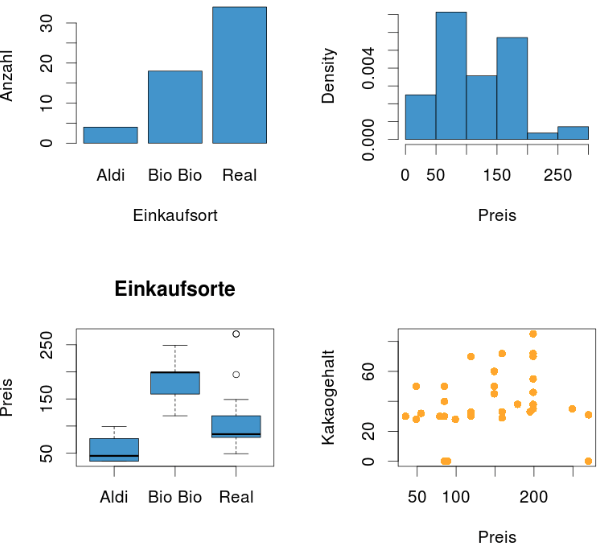 Anzahl
30
20
10
0
Aldi Bio Bio Real
Einkaufsort
Density
0.004
0.000
0 50 150 250
Preis
Einkaufsorte
Preis
250
150
50
Aldi Bio Bio Real
Kakaogehalt
60
20
0
50 100 200
Preis